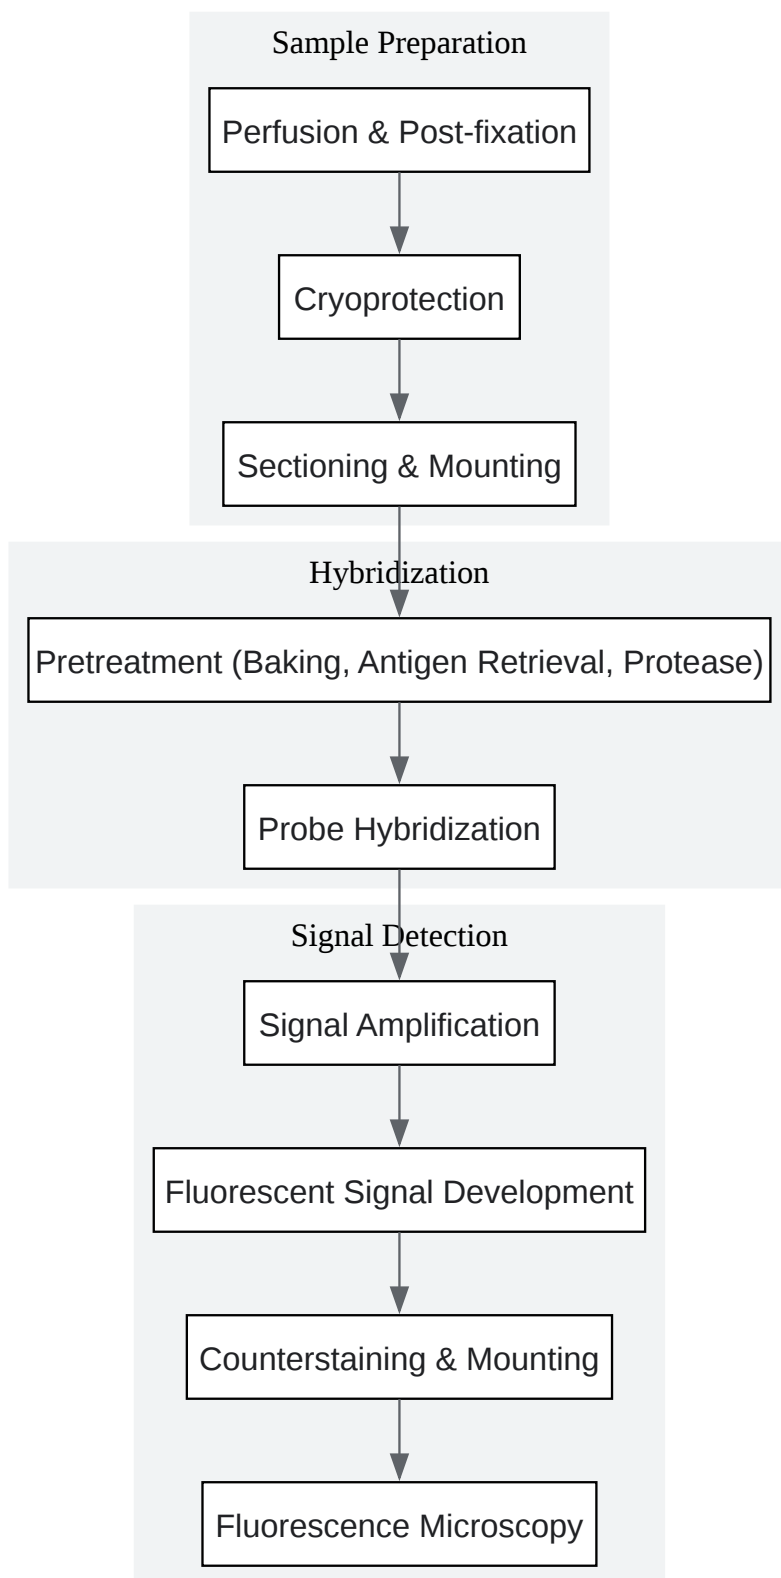 Sample Preparation
Perfusion & Post-fixation
Cryoprotection
Sectioning & Mounting
Hybridization
Pretreatment (Baking, Antigen Retrieval, Protease)
Probe Hybridization
Signal Detection
Signal Amplification
Fluorescent Signal Development
Counterstaining & Mounting
Fluorescence Microscopy